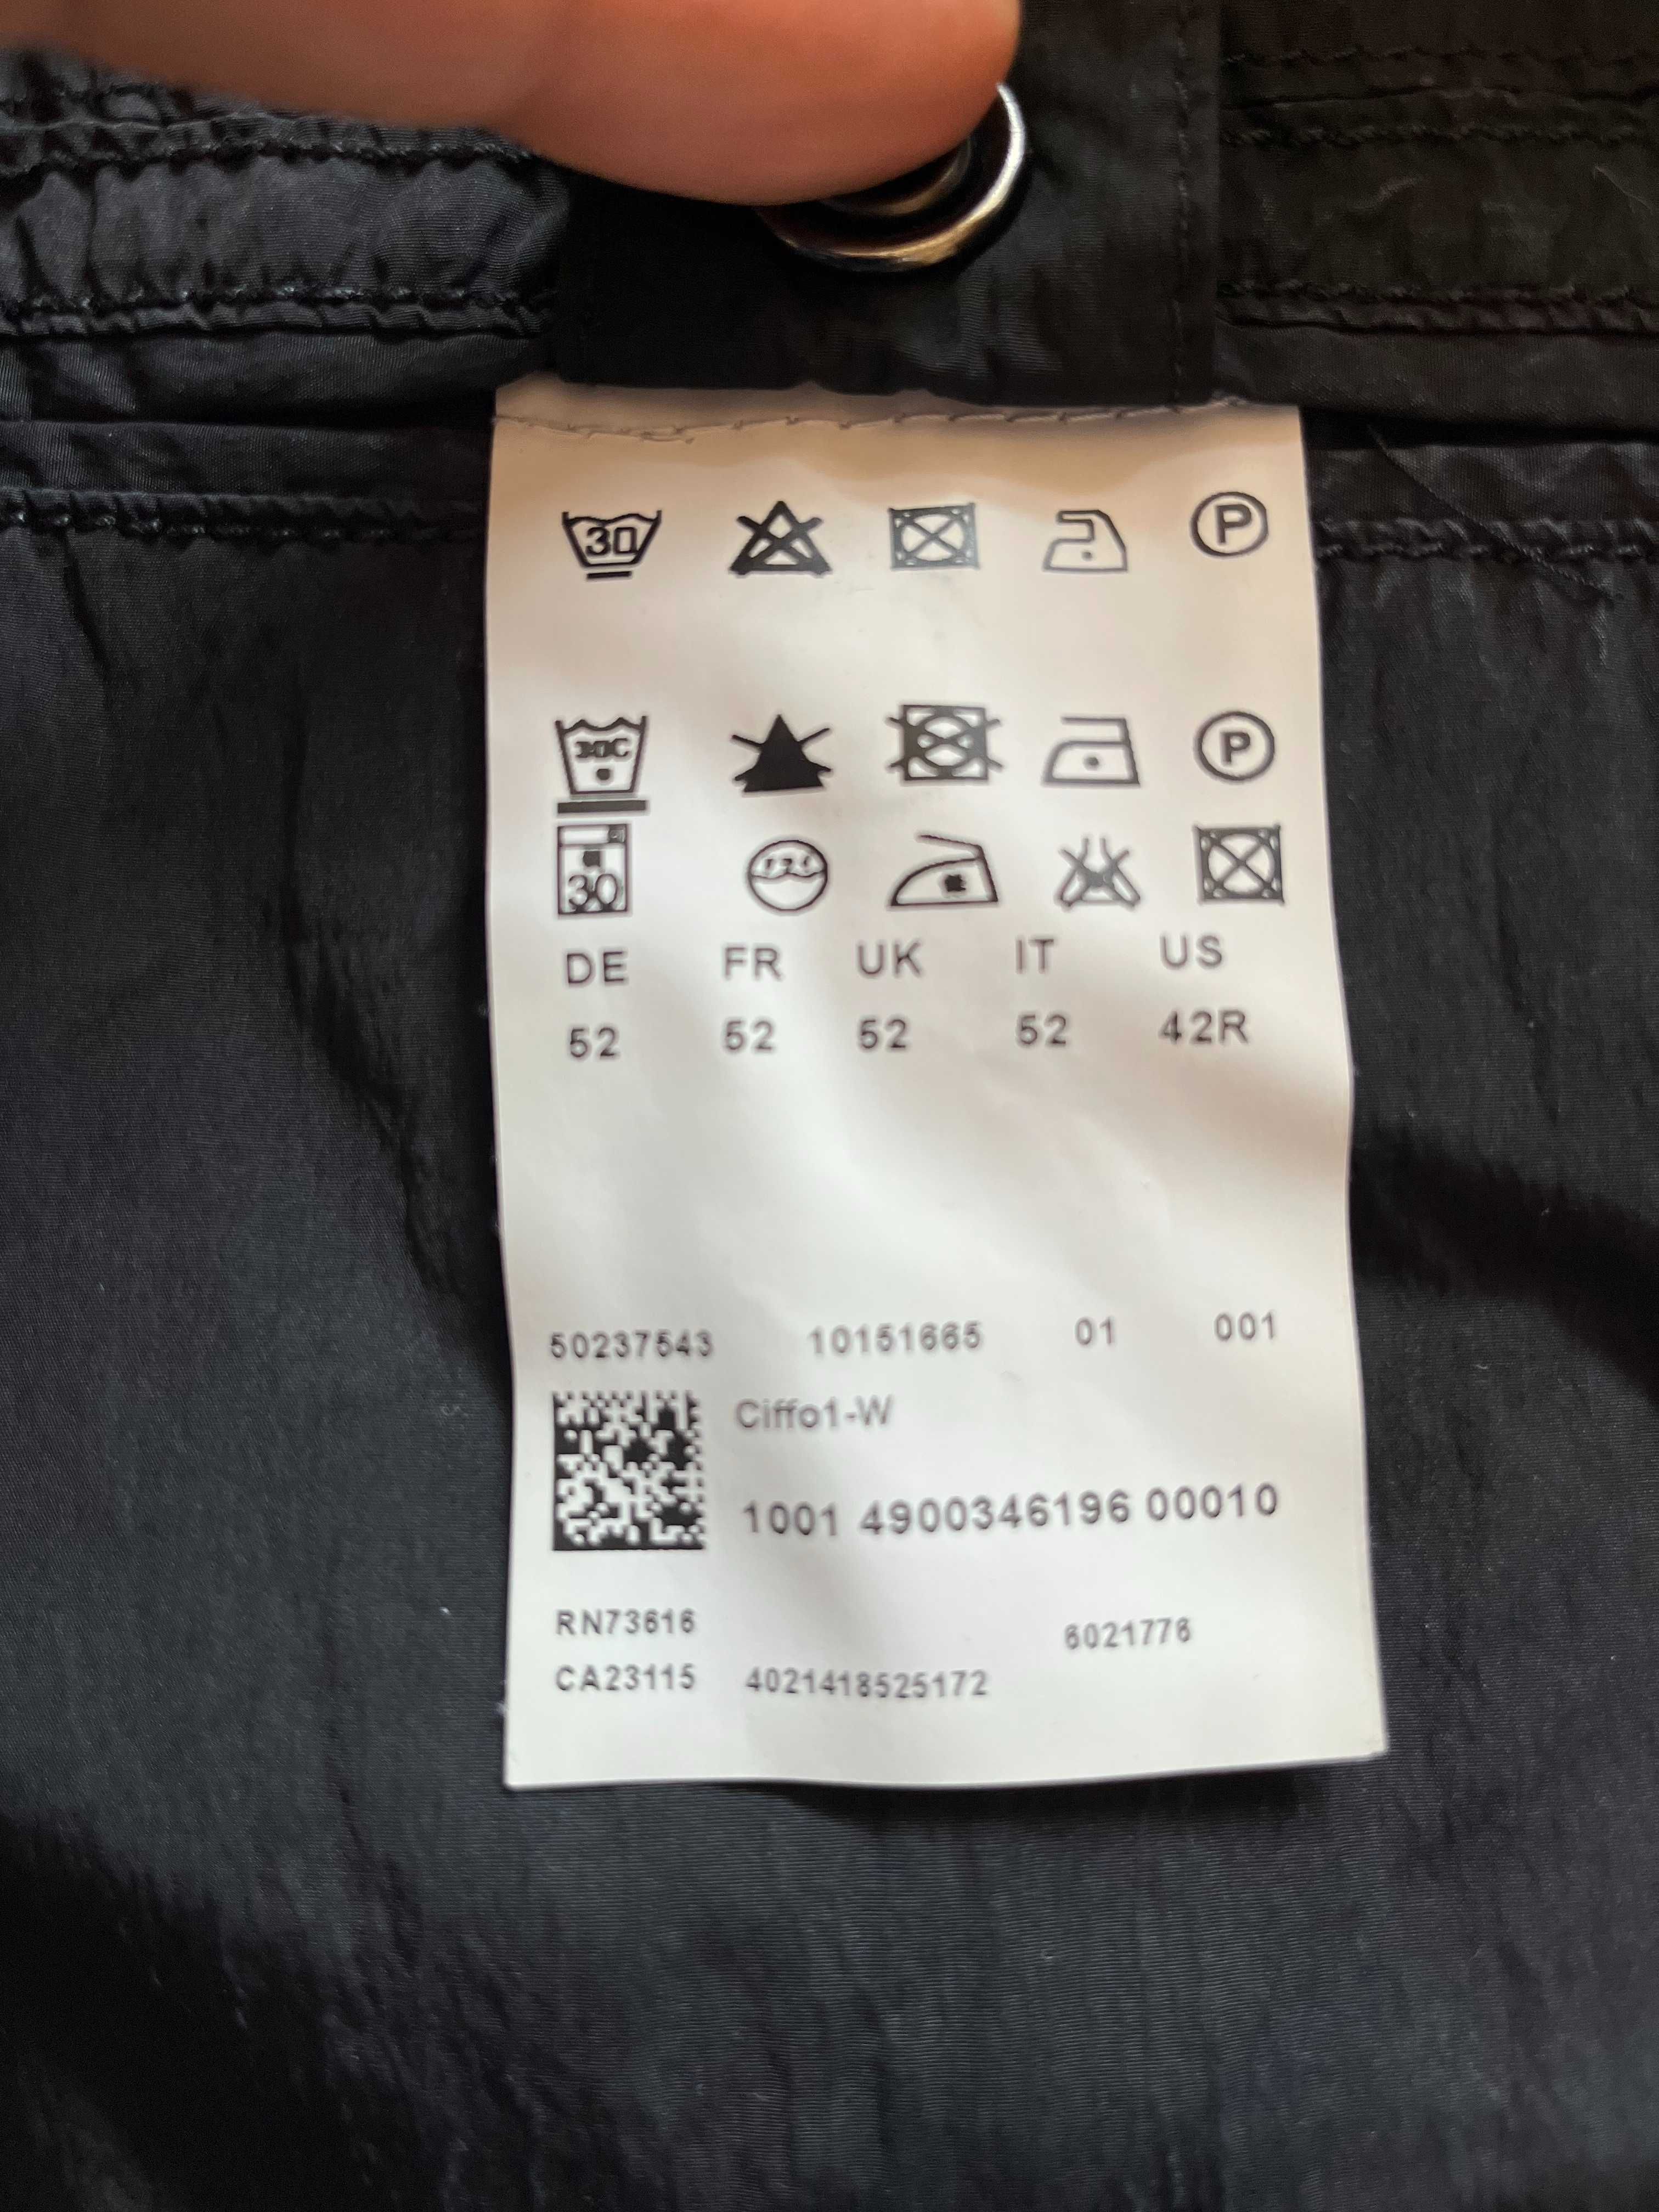 30 P
30C P
30
DE FR UK IT US
52 52 52 52 42R
50237543 10151665 01 001
Ciffo1-W
1001 4900346196 00010
RN73616 6021776
CA23115 4021418525172